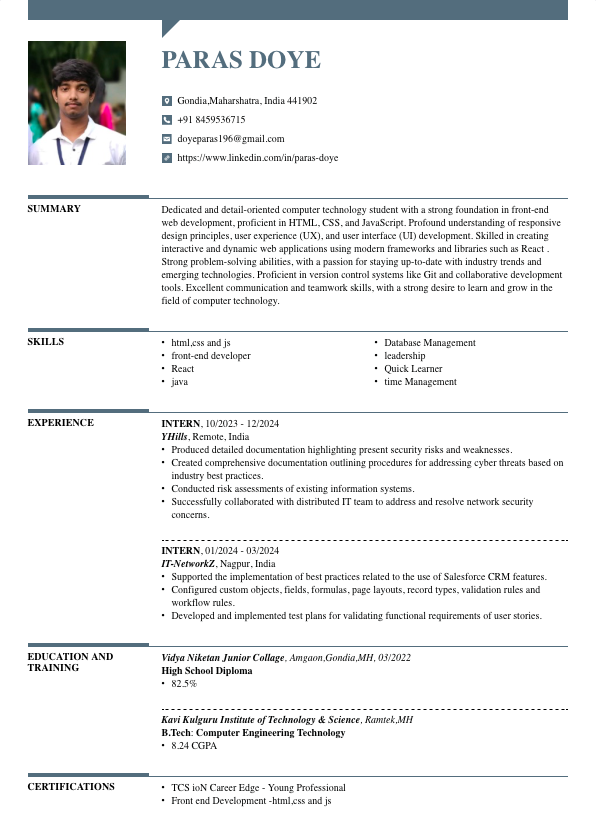 PARAS DOYE
Gondia,Maharshatra, India 441902
+91 8459536715
doyeparas196@gmail.com
https://www.linkedin.com/in/paras-doye
SUMMARY
Dedicated and detail-oriented computer technology student with a strong foundation in front-end
web development, proficient in HTML, CSS, and JavaScript. Profound understanding of responsive
design principles, user experience (UX), and user interface (UI) development. Skilled in creating
interactive and dynamic web applications using modern frameworks and libraries such as React .
Strong problem-solving abilities, with a passion for staying up-to-date with industry trends and
emerging technologies. Proficient in version control systems like Git and collaborative development
tools. Excellent communication and teamwork skills, with a strong desire to learn and grow in the
field of computer technology.
SKILLS
• html,css and js
• front-end developer
• React
• java
• Database Management
• leadership
• Quick Learner
• time Management
EXPERIENCE
INTERN, 10/2023 - 12/2024
YHills, Remote, India
• Produced detailed documentation highlighting present security risks and weaknesses.
• Created comprehensive documentation outlining procedures for addressing cyber threats based on
industry best practices.
• Conducted risk assessments of existing information systems.
• Successfully collaborated with distributed IT team to address and resolve network security
concerns.
INTERN, 01/2024 - 03/2024
IT-NetworkZ, Nagpur, India
• Supported the implementation of best practices related to the use of Salesforce CRM features.
• Configured custom objects, fields, formulas, page layouts, record types, validation rules and
workflow rules.
• Developed and implemented test plans for validating functional requirements of user stories.
EDUCATION AND
TRAINING
Vidya Niketan Junior Collage, Amgaon,Gondia,MH, 03/2022
High School Diploma
• 82.5%
Kavi Kulguru Institute of Technology & Science, Ramtek,MH
B.Tech: Computer Engineering Technology
• 8.24 CGPA
CERTIFICATIONS
• TCS ioN Career Edge - Young Professional
• Front end Development -html,css and js